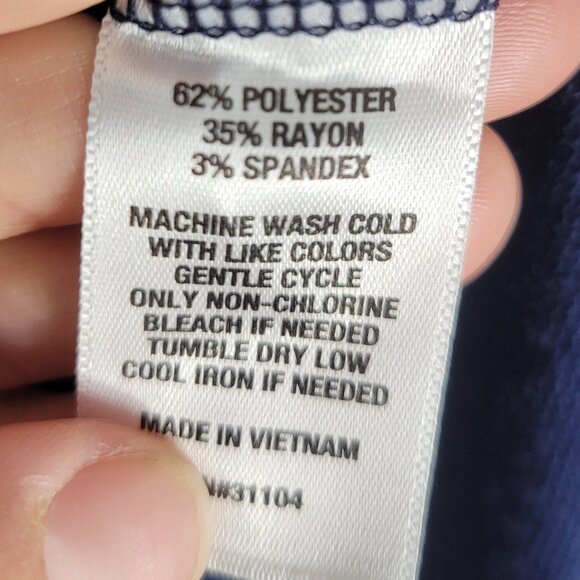 62% POLYESTER
35% RAYON
3% SPANDEX
MACHINE WASH COLD
WITH LIKE COLORS
GENTLE CYCLE
ONLY NON-CHLORINE
BLEACH IF NEEDED
TUMBLE DRY LOW
COOL IRON IF NEEDED
MADE IN VIETNAM
N#31104